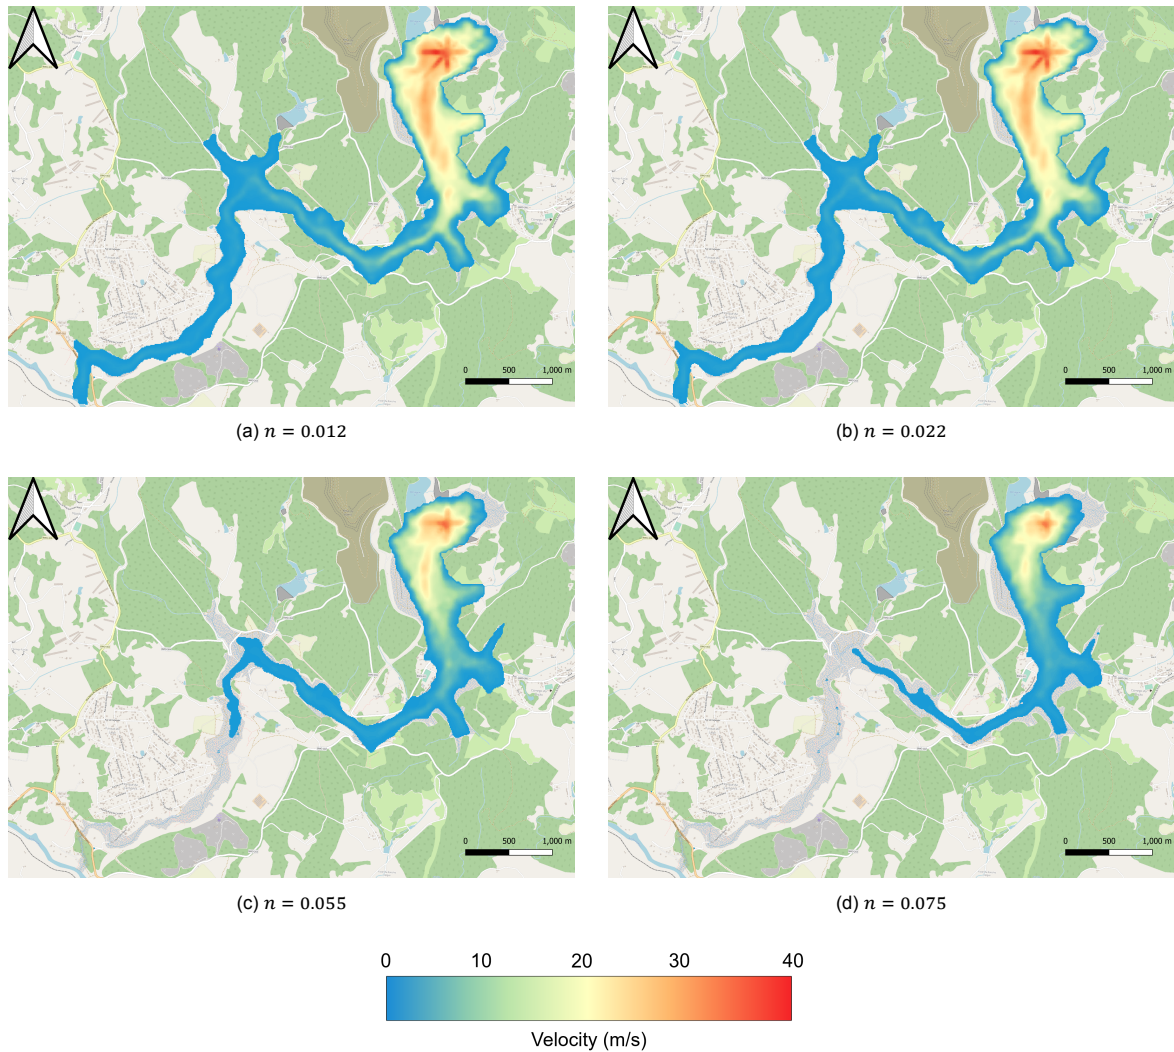 0 500 1,000 m
0 500 1,000 m
(a) n = 0.012
(b) n = 0.022
0 500 1,000 m
0 500 1,000 m
(c) n = 0.055
(d) n = 0.075
0 10 20 30 40
Velocity (m/s)